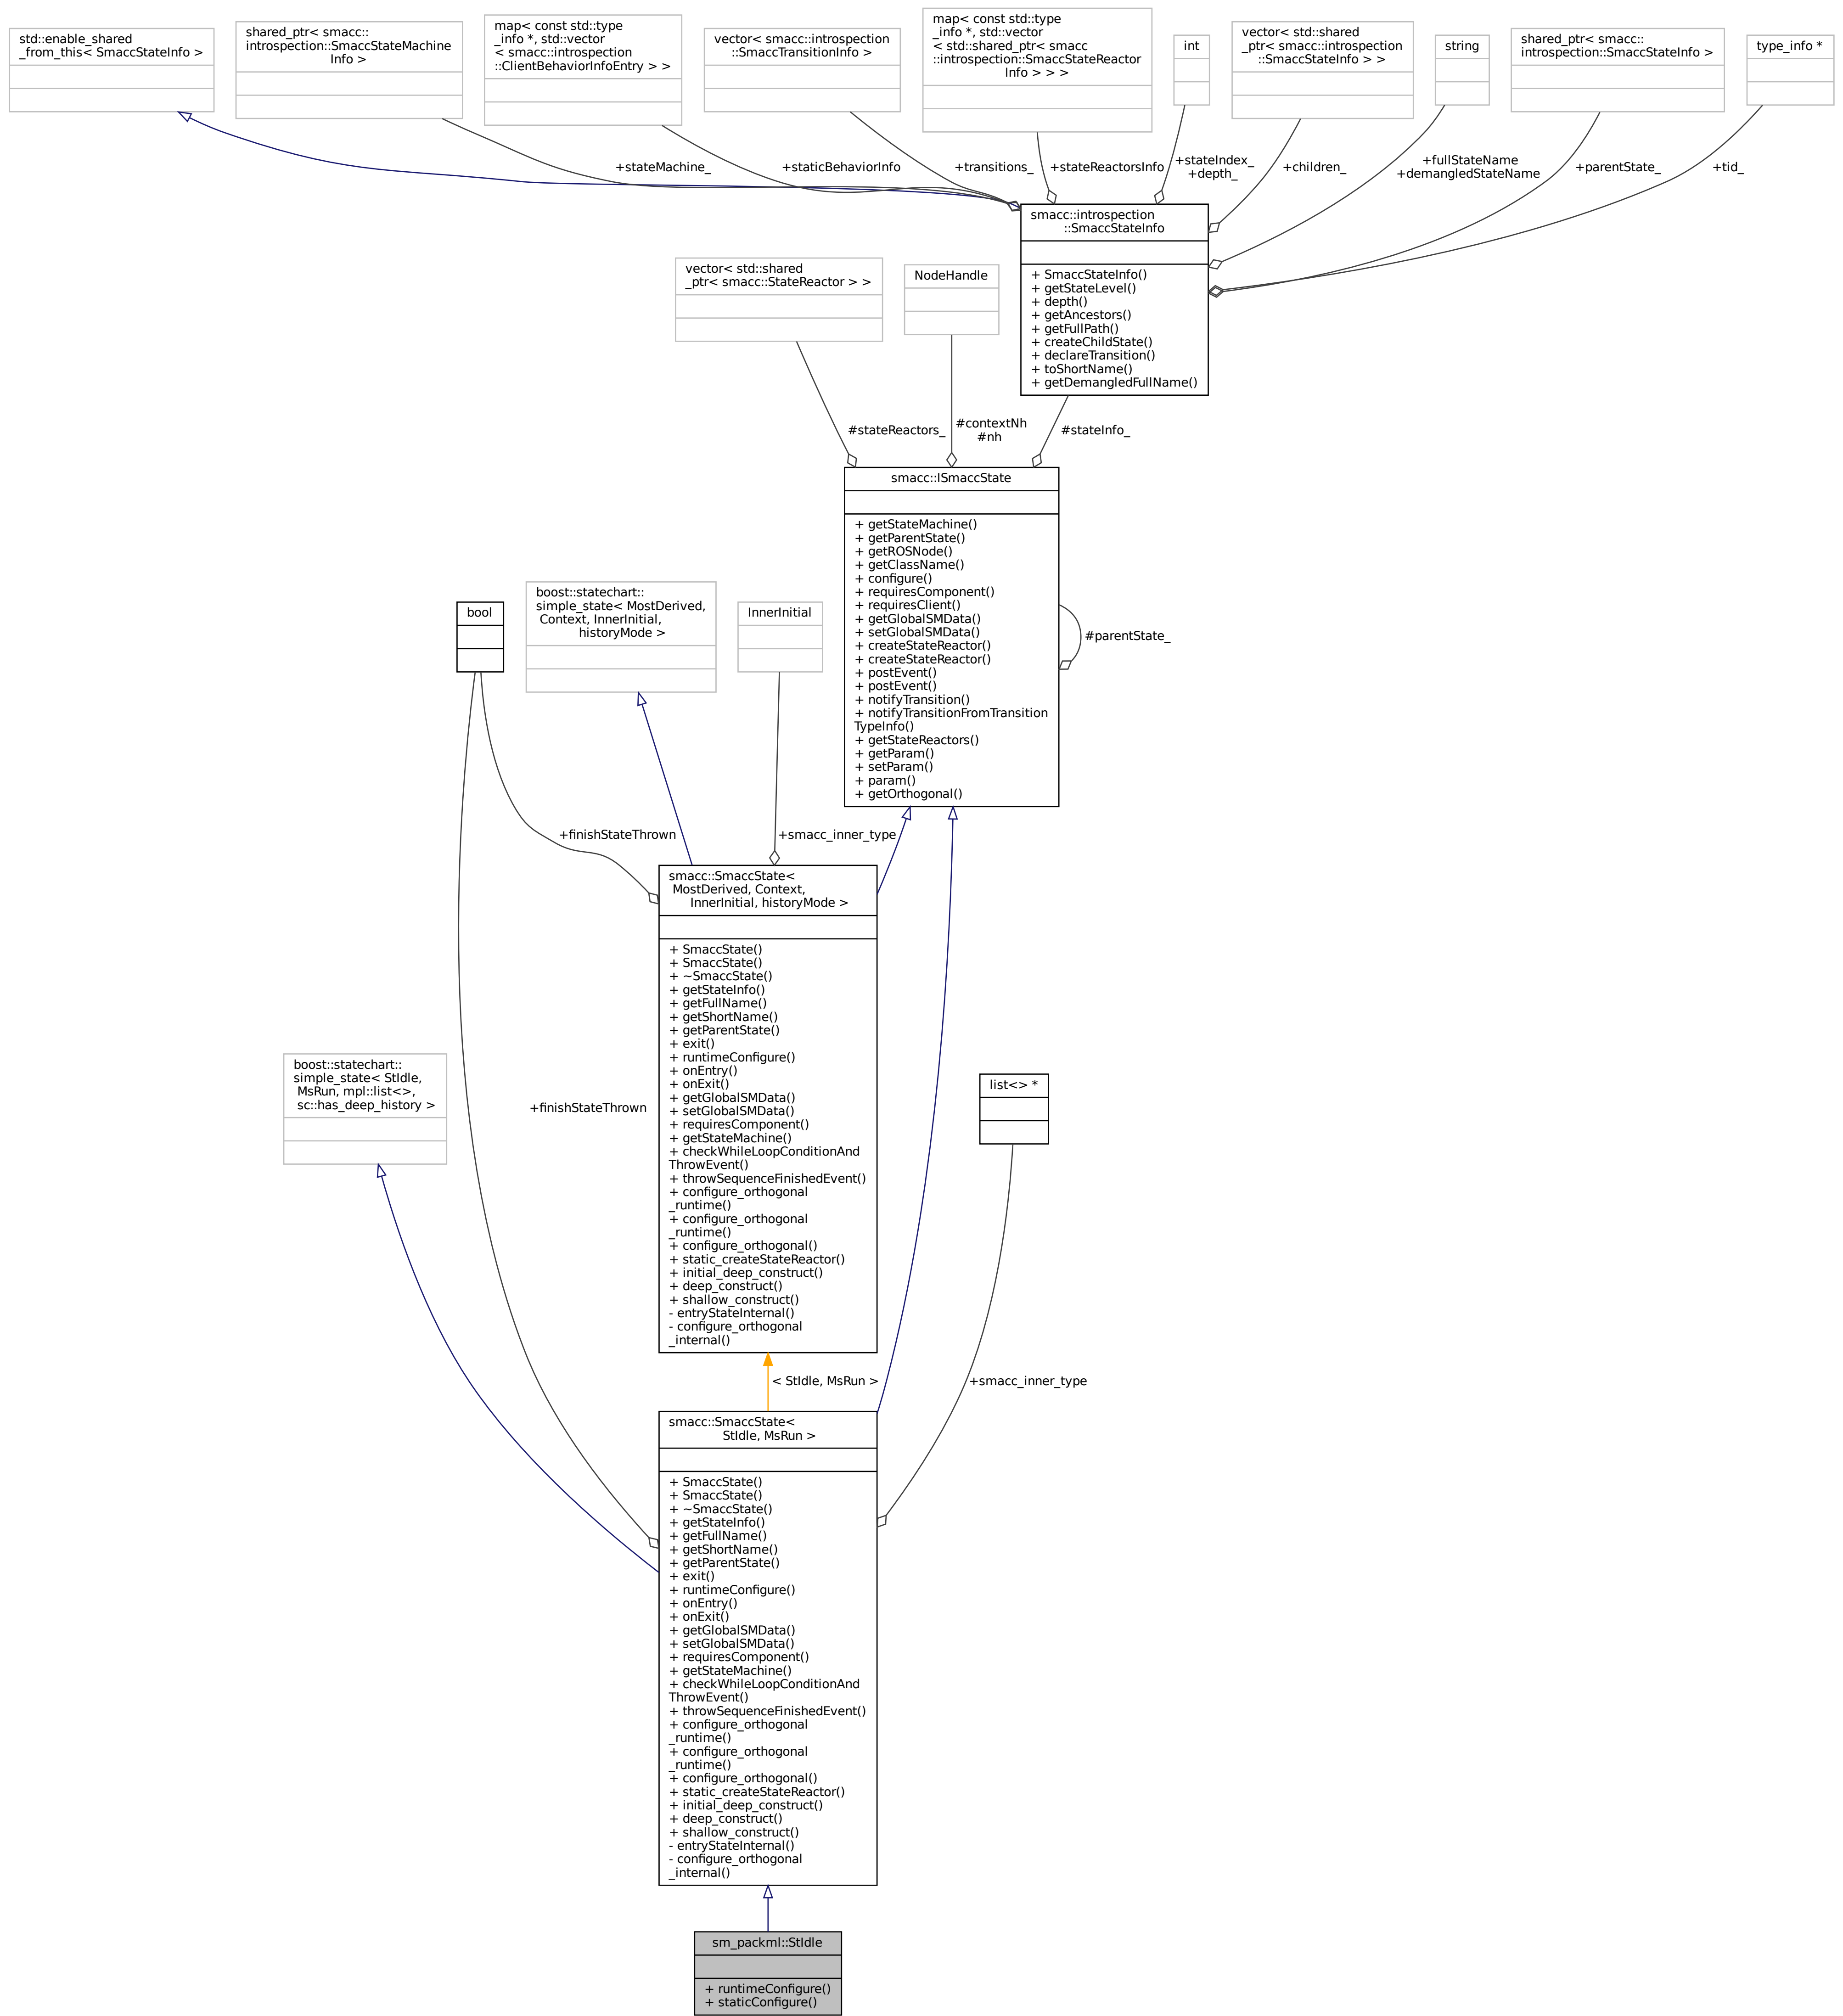 std::enable_shared
_from_this< SmaccStateInfo >
shared_ptr< smacc::
introspection::SmaccStateMachine
Info >
map< const std::type
_info *, std::vector
< smacc::introspection
::ClientBehaviorInfoEntry > >
vector< smacc::introspection
::SmaccTransitionInfo >
map< const std::type
_info *, std::vector
< std::shared_ptr< smacc
::introspection::SmaccStateReactor
Info > > >
int
vector< std::shared
_ptr< smacc::introspection
::SmaccStateInfo > >
string
shared_ptr< smacc::
introspection::SmaccStateInfo >
type_info *
+stateMachine_
+staticBehaviorInfo
+transitions_
+stateReactorsInfo
+stateIndex_
+depth_
+children_
+fullStateName
+demangledStateName
+parentState_
+tid_
smacc::introspection
::SmaccStateInfo
+ SmaccStateInfo()
+ getStateLevel()
+ depth()
+ getAncestors()
+ getFullPath()
+ createChildState()
+ declareTransition()
+ toShortName()
+ getDemangledFullName()
vector< std::shared
_ptr< smacc::StateReactor > >
NodeHandle
#stateReactors_
#contextNh
#nh
#stateInfo_
smacc::ISmaccState
+ getStateMachine()
+ getParentState()
+ getROSNode()
+ getClassName()
+ configure()
+ requiresComponent()
+ requiresClient()
+ getGlobalSMData()
+ setGlobalSMData()
+ createStateReactor()
+ createStateReactor()
+ postEvent()
+ postEvent()
+ notifyTransition()
+ notifyTransitionFromTransition
TypeInfo()
+ getStateReactors()
+ getParam()
+ setParam()
+ param()
+ getOrthogonal()
#parentState_
bool
boost::statechart::
simple_state< MostDerived,
Context, InnerInitial,
historyMode >
InnerInitial
+finishStateThrown
+smacc_inner_type
smacc::SmaccState<
MostDerived, Context,
InnerInitial, historyMode >
+ SmaccState()
+ SmaccState()
+ ~SmaccState()
+ getStateInfo()
+ getFullName()
+ getShortName()
+ getParentState()
+ exit()
+ runtimeConfigure()
+ onEntry()
+ onExit()
+ getGlobalSMData()
+ setGlobalSMData()
+ requiresComponent()
+ getStateMachine()
+ checkWhileLoopConditionAnd
ThrowEvent()
+ throwSequenceFinishedEvent()
+ configure_orthogonal
_runtime()
+ configure_orthogonal
_runtime()
+ configure_orthogonal()
+ static_createStateReactor()
+ initial_deep_construct()
+ deep_construct()
+ shallow_construct()
- entryStateInternal()
- configure_orthogonal
_internal()
boost::statechart::
simple_state< StIdle,
MsRun, mpl::list<>,
sc::has_deep_history >
+finishStateThrown
list<> *
< StIdle, MsRun >
+smacc_inner_type
smacc::SmaccState<
StIdle, MsRun >
+ SmaccState()
+ SmaccState()
+ ~SmaccState()
+ getStateInfo()
+ getFullName()
+ getShortName()
+ getParentState()
+ exit()
+ runtimeConfigure()
+ onEntry()
+ onExit()
+ getGlobalSMData()
+ setGlobalSMData()
+ requiresComponent()
+ getStateMachine()
+ checkWhileLoopConditionAnd
ThrowEvent()
+ throwSequenceFinishedEvent()
+ configure_orthogonal
_runtime()
+ configure_orthogonal
_runtime()
+ configure_orthogonal()
+ static_createStateReactor()
+ initial_deep_construct()
+ deep_construct()
+ shallow_construct()
- entryStateInternal()
- configure_orthogonal
_internal()
sm_packml::StIdle
+ runtimeConfigure()
+ staticConfigure()